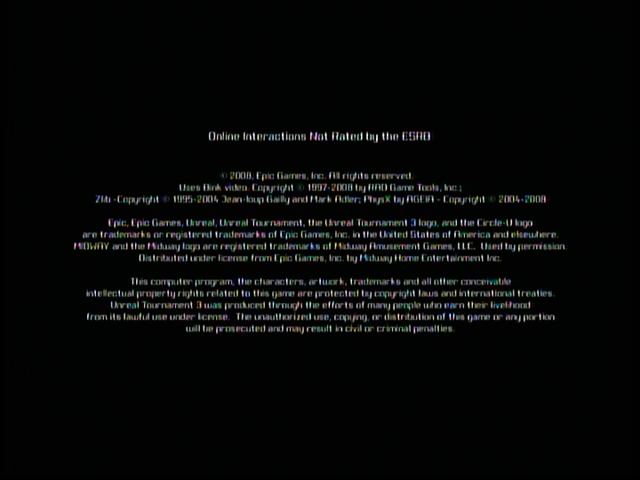 Online Interactions Not Rated by the ESRB
© 2008, Epic Games, Inc. All rights reserved.
Uses Bink video. Copyright © 1997-2008 by RAD Game Tools, Inc.;
Zlib -Copyright © 1995-2004 Jean-loup Gailly and Mark Adler; PhysX by AGEIA - Copyright © 2004-2008
Epic, Epic Games, Unreal, Unreal Tournament, the Unreal Tournament 3 logo, and the Circle-U logo
are trademarks or registered trademarks of Epic Games, Inc. in the United States of America and elsewhere.
MIDWAY and the Midway logo are registered trademarks of Midway Amusement Games, LLC. Used by permission.
Distributed under license from Epic Games, Inc. by Midway Home Entertainment Inc.
This computer program, the characters, artwork, trademarks and all other conceivable
intellectual property rights related to this game are protected by copyright laws and international treaties.
Unreal Tournament 3 was produced through the efforts of many people who earn their livelihood
from its lawful use under license. The unauthorized use, copying, or distribution of this game or any portion
will be prosecuted and may result in civil or criminal penalties.